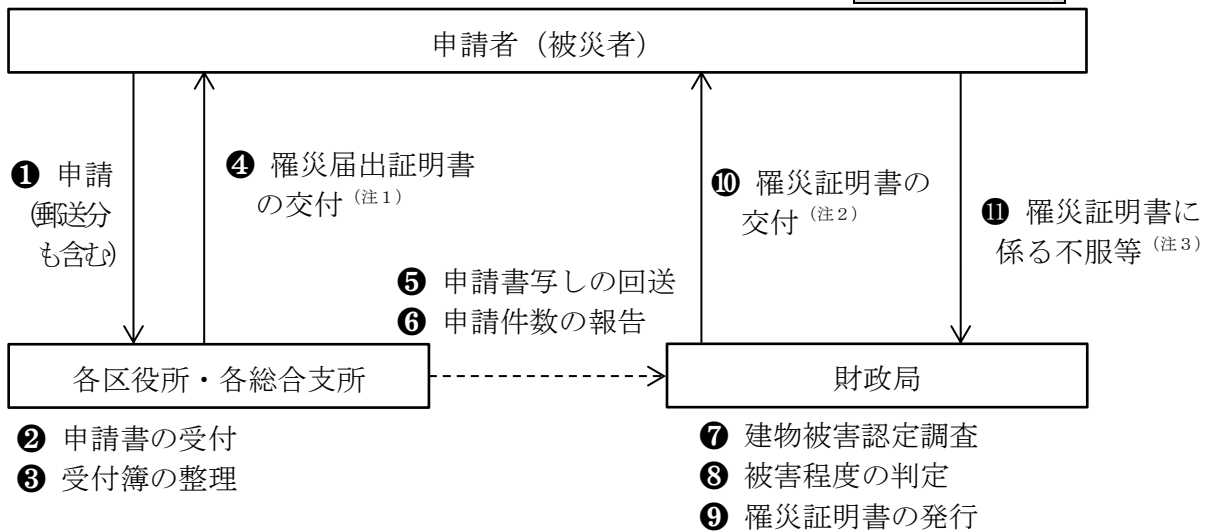 申請者（被災者）
❶ 申請
(郵送分
も含む)
❹ 罹災届出証明書
の交付（注１）
❿ 罹災証明書の
交付（注２）
⓫ 罹災証明書に
係る不服等（注３）
❺ 申請書写しの回送
❻ 申請件数の報告
各区役所・各総合支所
財政局
❷ 申請書の受付
❸ 受付簿の整理
❼ 建物被害認定調査
❽ 被害程度の判定
❾ 罹災証明書の発行